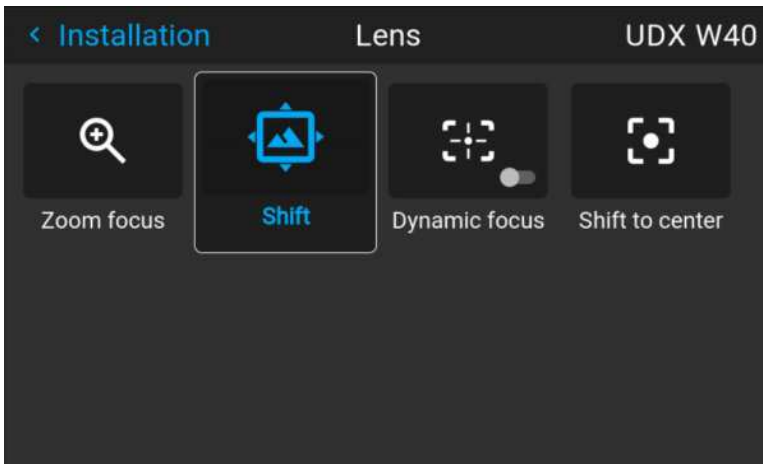 < Installation Lens UDX W40
Zoom focus Shift Dynamic focus Shift to center